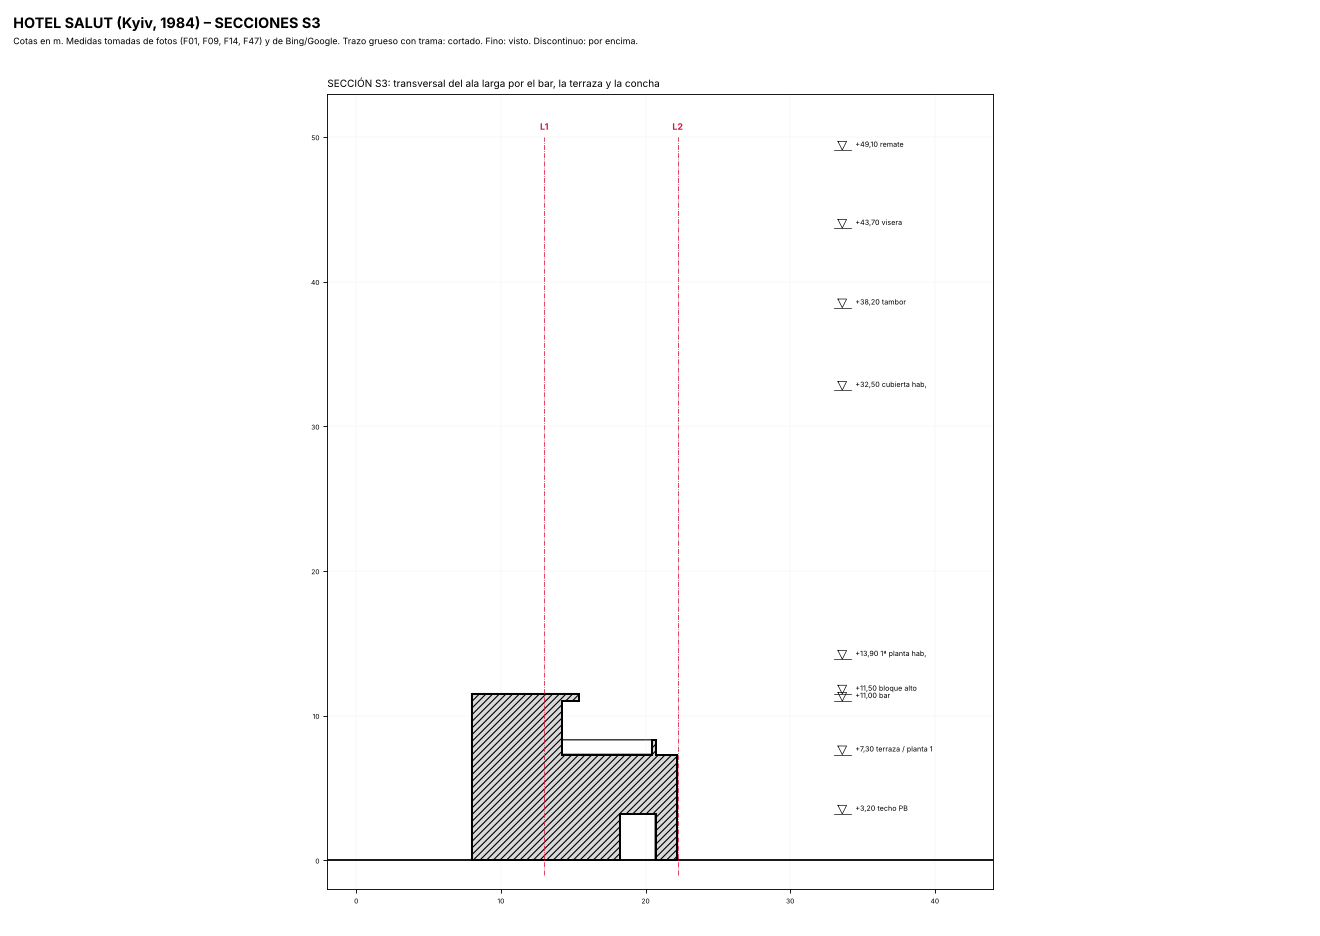 HOTEL SALUT (Kyiv, 1984) – SECCIONES S3
Cotas en m. Medidas tomadas de fotos (F01, F09, F14, F47) y de Bing/Google. Trazo grueso con trama: cortado. Fino: visto. Discontinuo: por encima.
SECCIÓN S3: transversal del ala larga por el bar, la terraza y la concha
L1
L2
50
+49,10 remate
+43,70 visera
40
+38,20 tambor
+32,50 cubierta hab,
30
20
+13,90 1ª planta hab,
+11,50 bloque alto
+11,00 bar
10
+7,30 terraza / planta 1
+3,20 techo PB
0
0
10
20
30
40